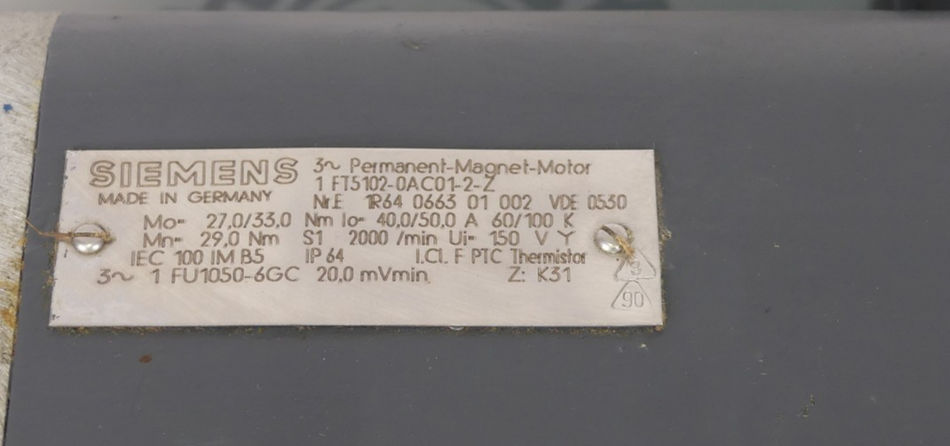 SIEMENS 3~ Permanent-Magnet-Motor
1 FT5102-0AC01-2-Z
MADE IN GERMANY Nr.E 1R64 0663 01 002 VDE 0530
Mo= 27,0/33,0 Nm Io= 40,0/50,0 A 60/100 K
Mn= 29,0 Nm S1 2000 /min Ui= 150 V Y
IEC 100 IM B5 IP 64 I.Cl. F PTC Thermistor
3~ 1 FU1050-6GC 20,0 mVmin Z: K31
3
90